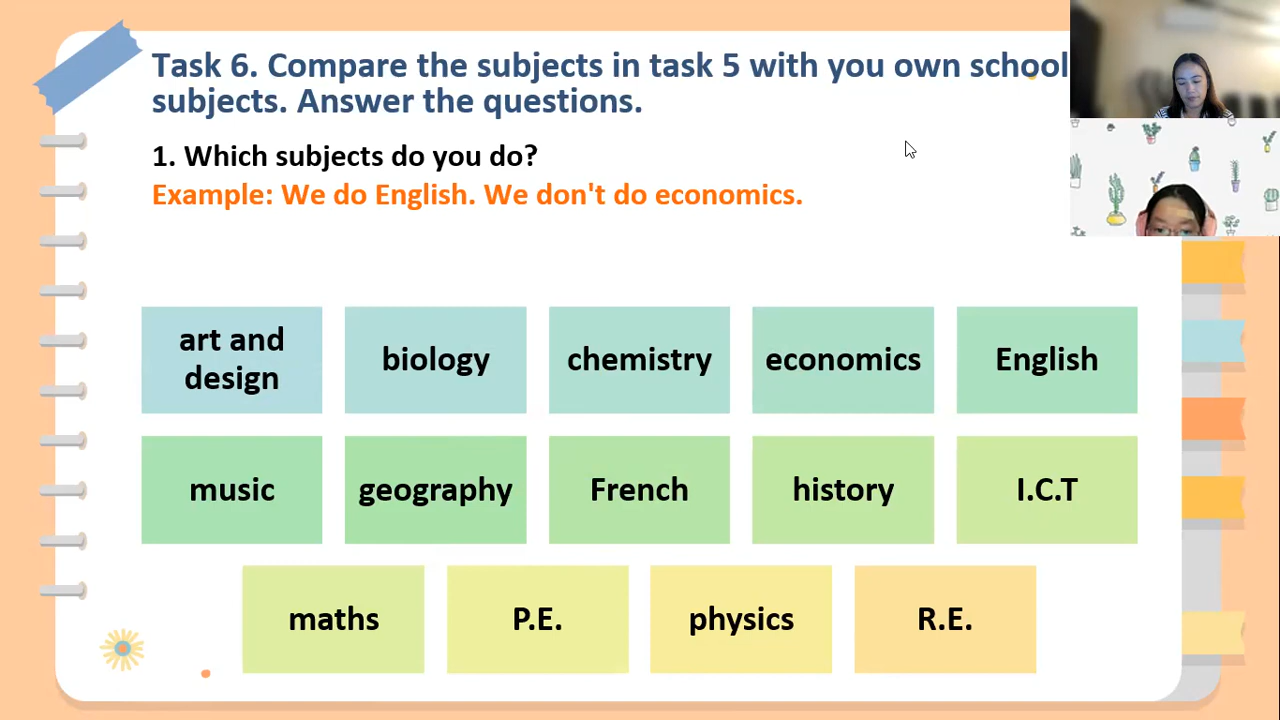 Task 6. Compare the subjects in task 5 with you own school
subjects. Answer the questions.
1. Which subjects do you do?
Example: We do English. We don't do economics.
art and
design
biology
chemistry
economics
English
music
geography
French
history
I.C.T
maths
P.E.
physics
R.E.